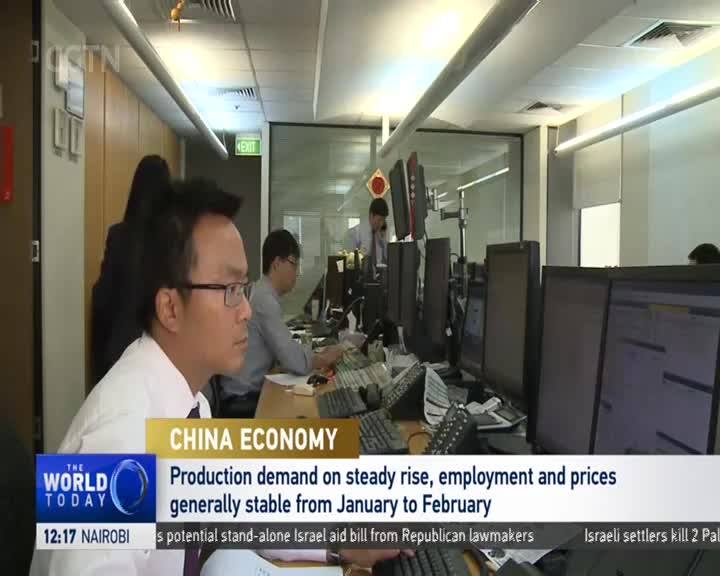 CGTN
EXIT
CHINA ECONOMY
THE
WORLD
TODAY
Production demand on steady rise, employment and prices
generally stable from January to February
12:17 NAIROBI
s potential stand-alone Israel aid bill from Republican lawmakers
Israeli settlers kill 2 Pal